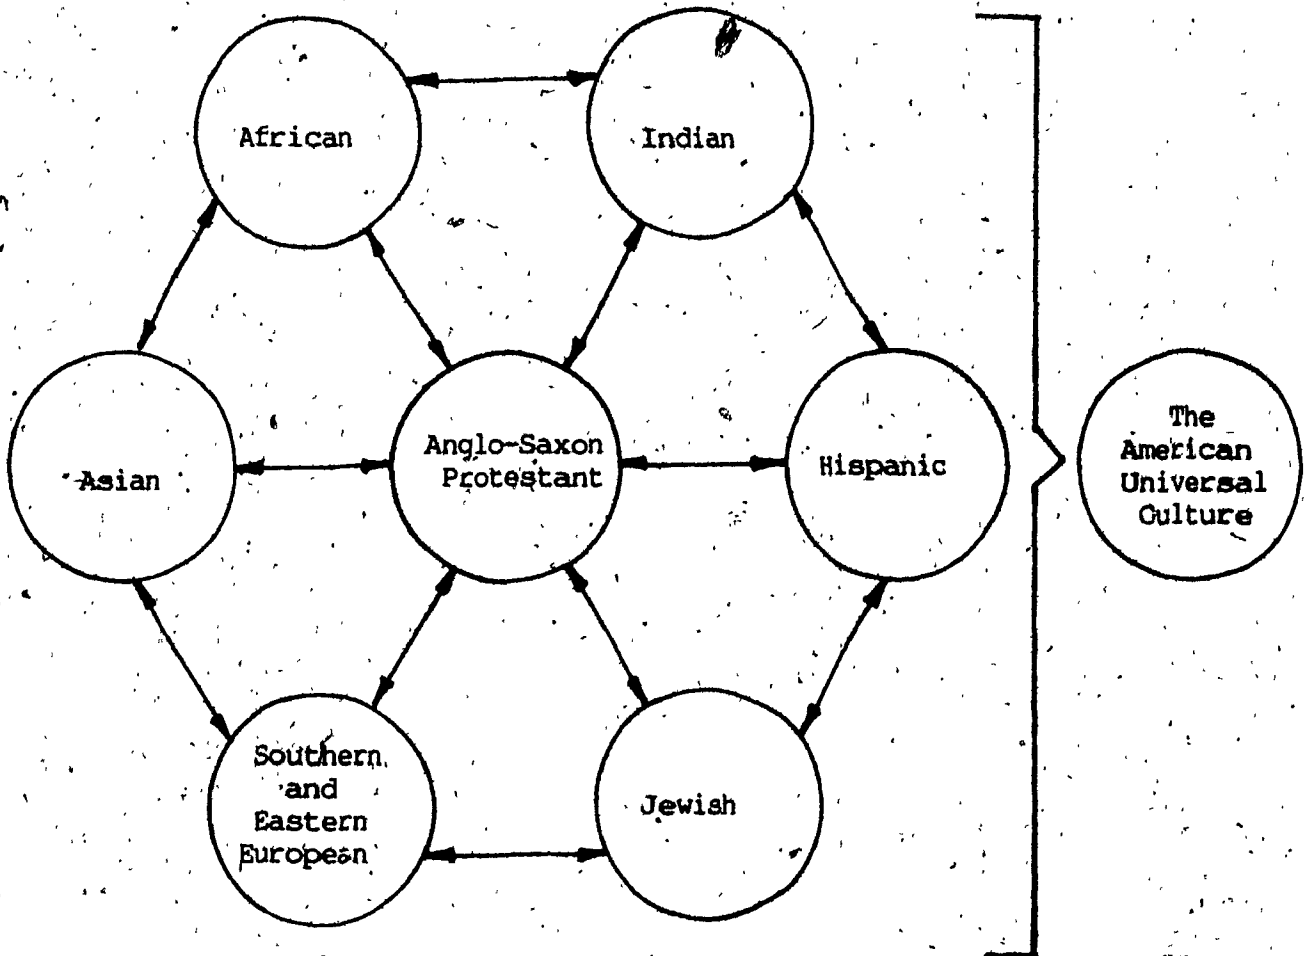 African
Indian
Asian
Anglo-Saxon
Protestant
Hispanic
The
American
Universal
Culture
Southern
and
Eastern
European
Jewish